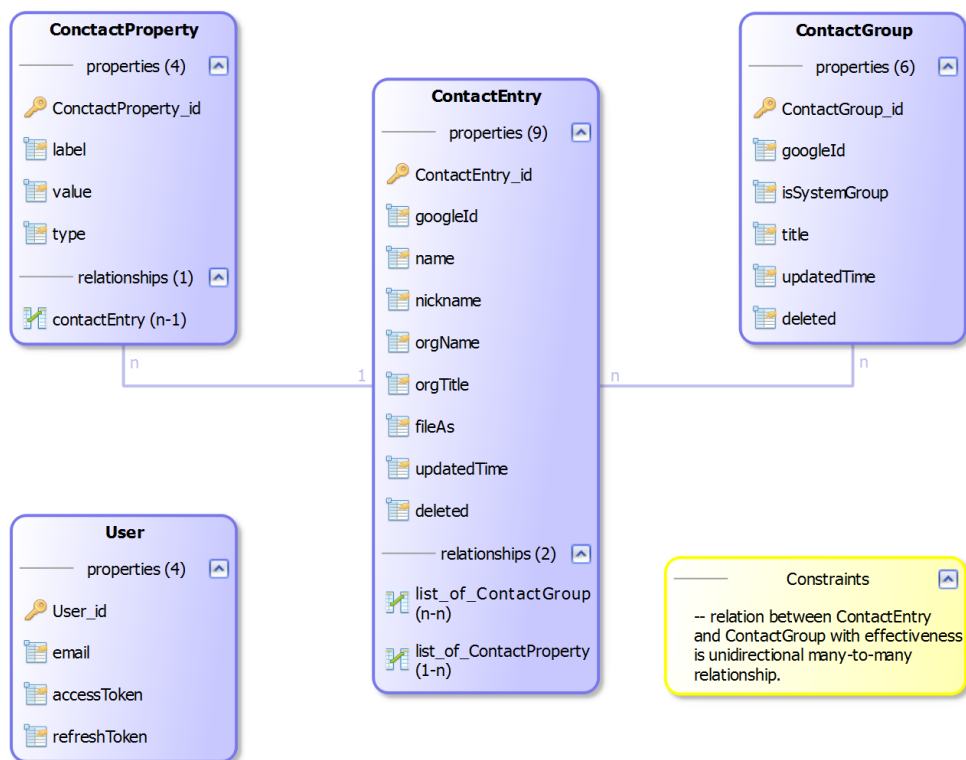 ConctactProperty
properties (4)
ConctactProperty_id
label
value
type
relationships (1)
contactEntry (n-1)
n
1
ContactEntry
properties (9)
ContactEntry_id
googleId
name
nickname
orgName
orgTitle
fileAs
updatedTime
deleted
relationships (2)
list_of_ContactGroup
(n-n)
list_of_ContactProperty
(1-n)
ContactGroup
properties (6)
ContactGroup_id
googleId
isSystemGroup
title
updatedTime
deleted
n
n
User
properties (4)
User_id
email
accessToken
refreshToken
Constraints
-- relation between ContactEntry
and ContactGroup with effectiveness
is unidirectional many-to-many
relationship.